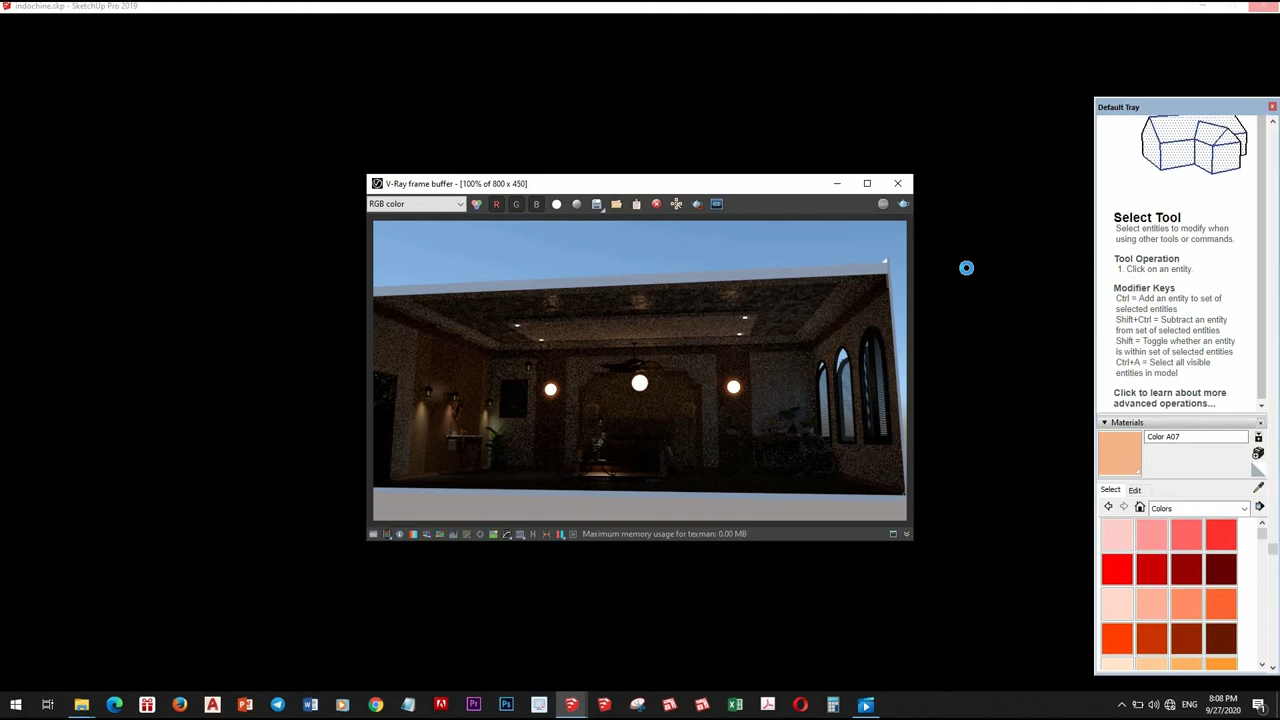 indochine.skp - SketchUp Pro 2019
Default Tray
V-Ray frame buffer - [100% of 800 x 450]
RGB color
R G B
Select Tool
Select entities to modify when
using other tools or commands.
Tool Operation
1. Click on an entity.
Modifier Keys
Ctrl = Add an entity to set of
selected entities
Shift+Ctrl = Subtract an entity
from set of selected entities
Shift = Toggle whether an entity
is within set of selected entities
Ctrl+A = Select all visible
entities in model
Click to learn about more
advanced operations...
Materials
Color A07
Select Edit
Colors
H Maximum memory usage for texman: 0.00 MB
ENG
8:08 PM
9/27/2020